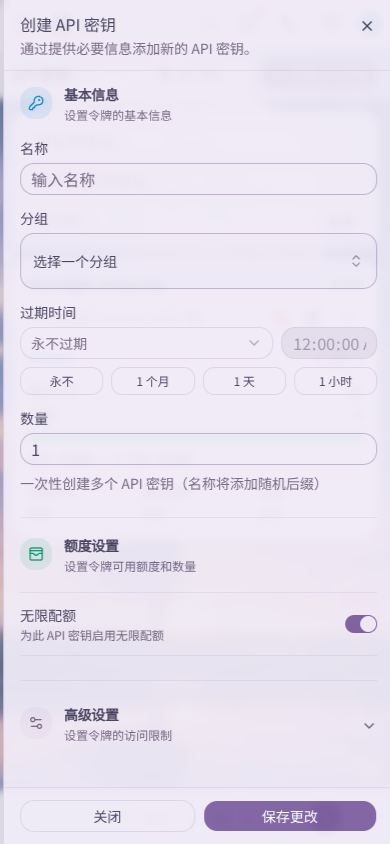 创建 API 密钥
通过提供必要信息添加新的 API 密钥。
基本信息
设置令牌的基本信息
名称
输入名称
分组
选择一个分组
过期时间
永不过期
12:00:00
永不
1 个月
1 天
1 小时
数量
1
一次性创建多个 API 密钥（名称将添加随机后缀）
额度设置
设置令牌可用额度和数量
无限配额
为此 API 密钥启用无限配额
高级设置
设置令牌的访问限制
关闭
保存更改